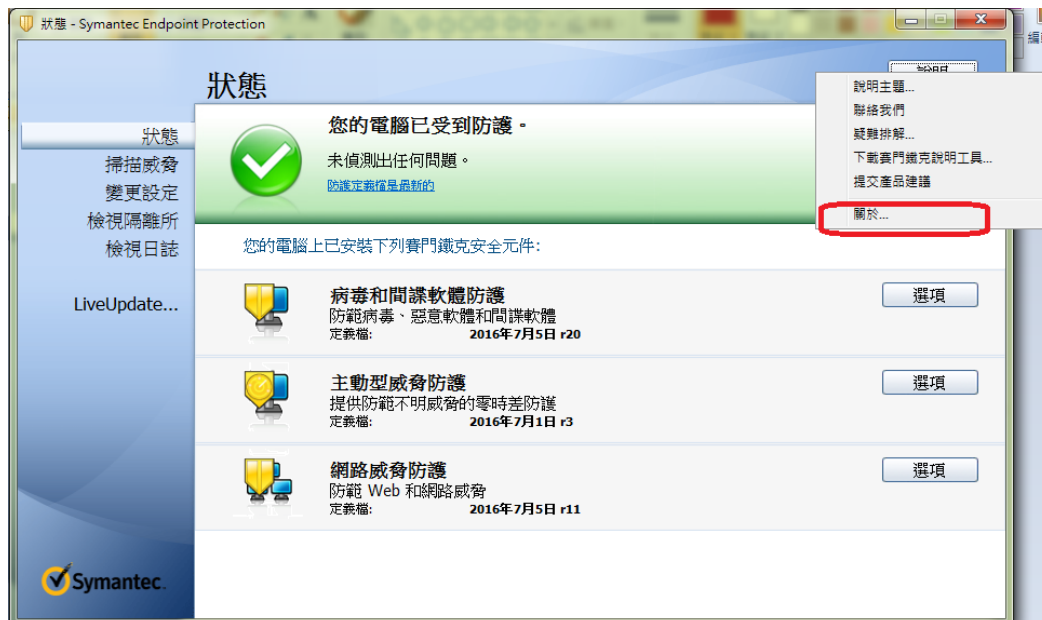 狀態 - Symantec Endpoint Protection
狀態
說明
說明主題...
聯絡我們
疑難排解...
下載賽門鐵克說明工具...
提交產品建議
關於...
狀態
掃描威脅
變更設定
檢視隔離所
檢視日誌
LiveUpdate...
您的電腦已受到防護。
未偵測出任何問題。
防護定義檔是最新的
您的電腦上已安裝下列賽門鐵克安全元件:
病毒和間諜軟體防護
防範病毒、惡意軟體和間諜軟體
定義檔: 2016年7月5日 r20
選項
主動型威脅防護
提供防範不明威脅的零時差防護
定義檔: 2016年7月1日 r3
選項
網路威脅防護
防範 Web 和網路威脅
定義檔: 2016年7月5日 r11
選項
Symantec.